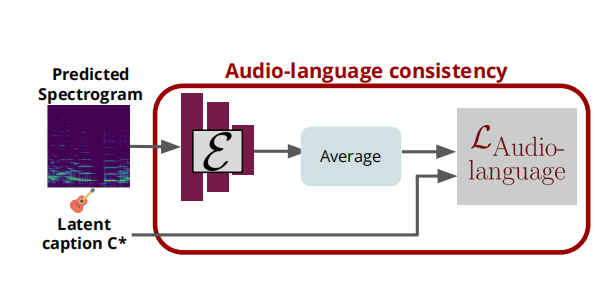 Audio-language consistency
Predicted
Spectrogram
ℰ
Average
ℒAudio-
language
Latent
caption C*